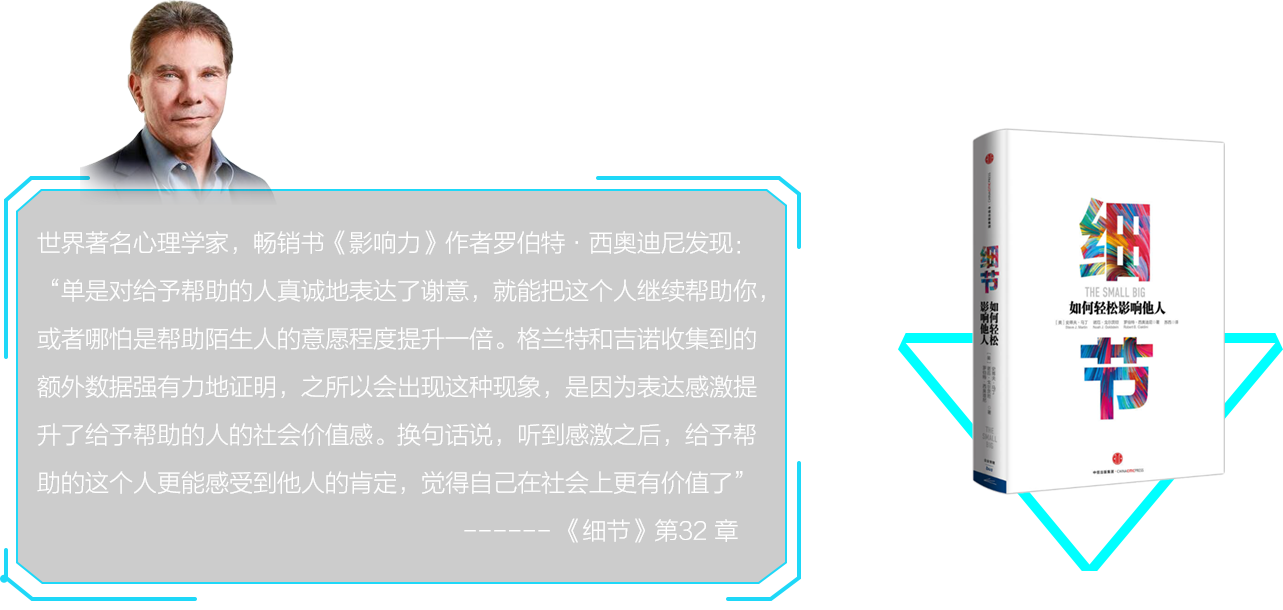 世界著名心理学家，畅销书《影响力》作者罗伯特·西奥迪尼发现：
“单是对给予帮助的人真诚地表达了谢意，就能把这个人继续帮助你，
或者哪怕是帮助陌生人的意愿程度提升一倍。格兰特和吉诺收集到的
额外数据强有力地证明，之所以会出现这种现象，是因为表达感激提
升了给予帮助的人的社会价值感。换句话说，听到感激之后，给予帮
助的这个人更能感受到他人的肯定，觉得自己在社会上更有价值了”
------ 《细节》第32 章
细节
如何轻松
影响他人
细
THE SMALL BIG
如何轻松影响他人
节
中信出版集团·CHINACITICPRESS